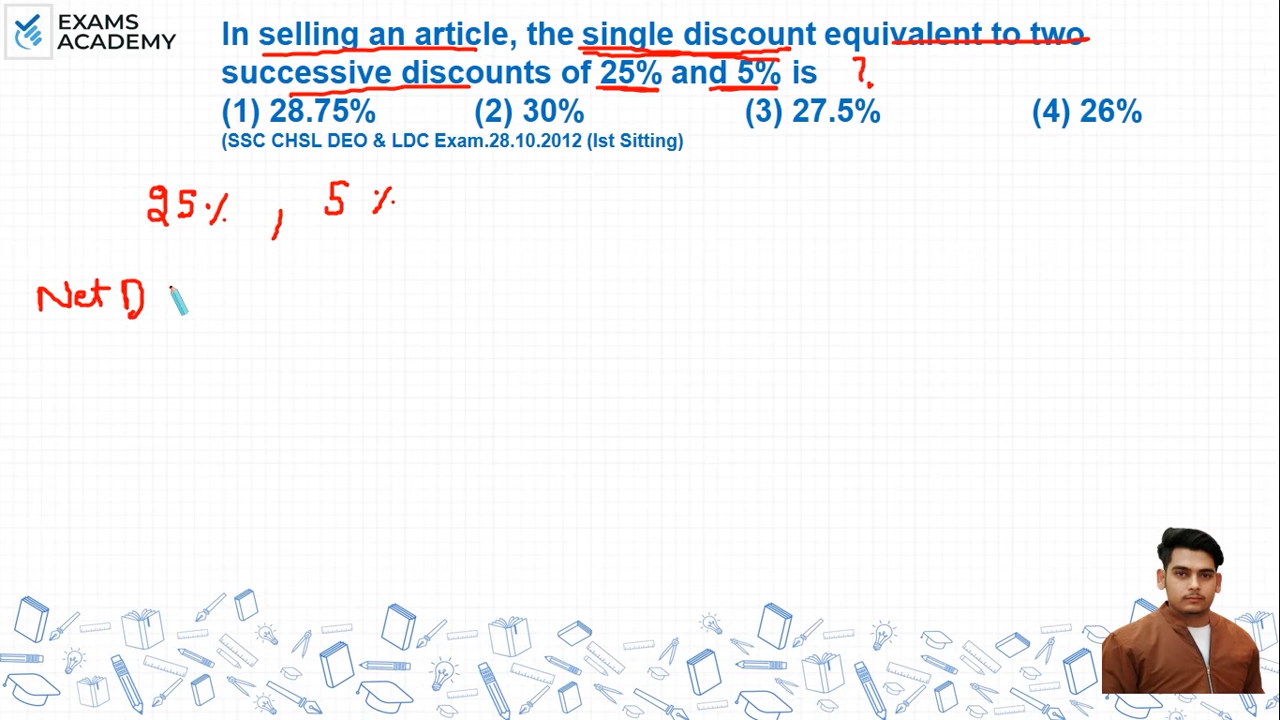 EXAMS
ACADEMY
In selling an article, the single discount equivalent to two
successive discounts of 25% and 5% is ?
(1) 28.75% (2) 30% (3) 27.5% (4) 26%
(SSC CHSL DEO & LDC Exam.28.10.2012 (Ist Sitting)
25% , 5%
Net D